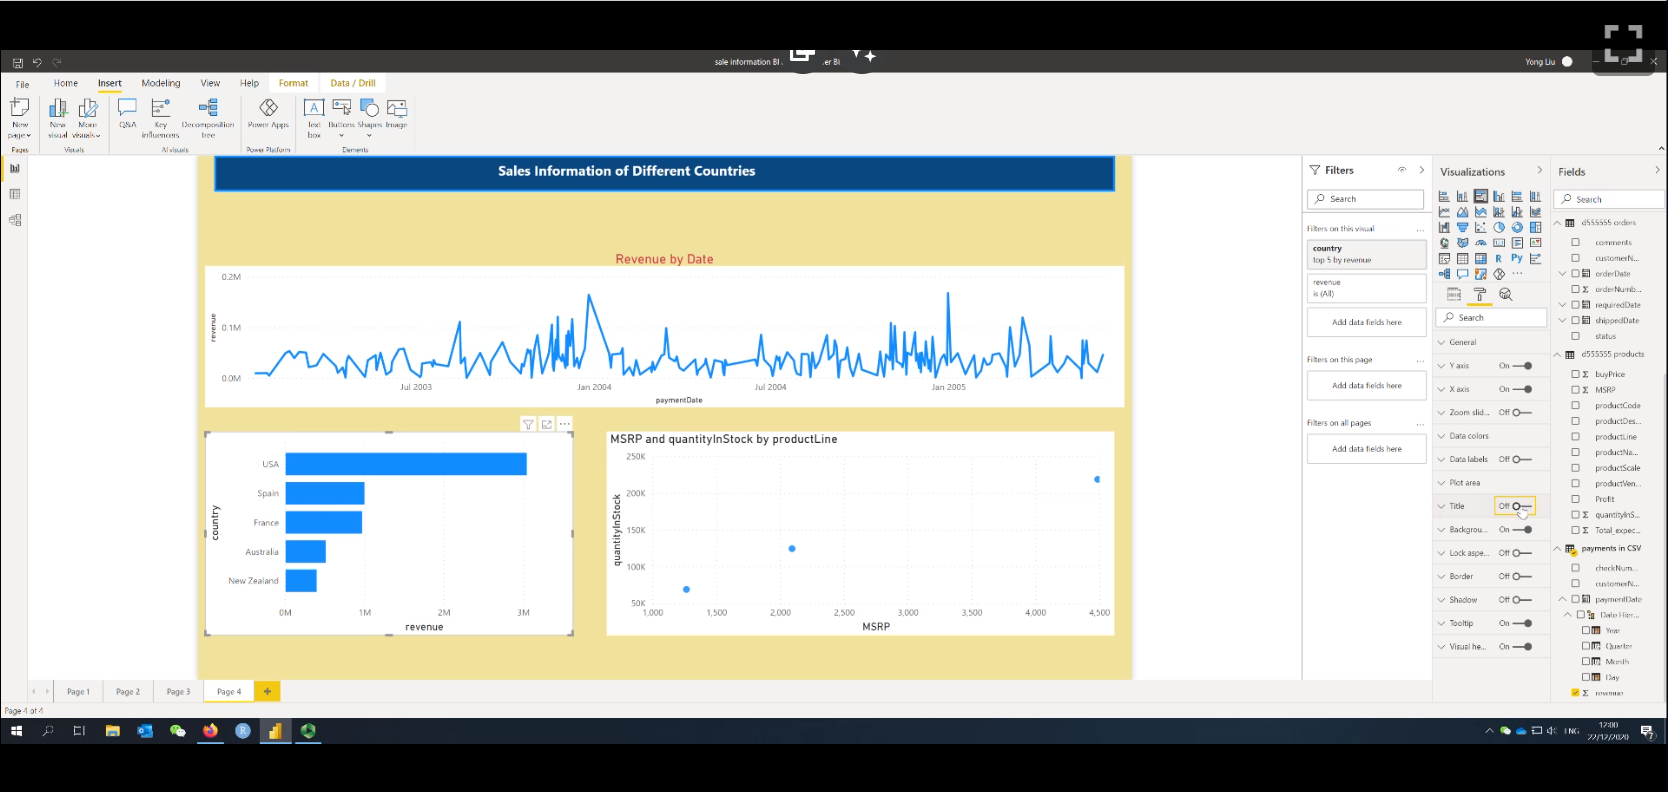 sale information BI
er BI
Yong Liu
File
Home
Insert
Modeling
View
Help
Format
Data / Drill
New page
New visual
More visuals
Q&A
Key influencers
Decomposition tree
Power Apps
Text box
Buttons
Shapes
Image
Pages
Visuals
AI visuals
Power Platform
Elements
Sales Information of Different Countries
Revenue by Date
0.2M
0.1M
0.0M
revenue
Jul 2003
Jan 2004
Jul 2004
Jan 2005
paymentDate
USA
Spain
France
Australia
New Zealand
country
0M
1M
2M
3M
revenue
MSRP and quantityInStock by productLine
250K
200K
150K
100K
50K
quantityInStock
1,000
1,500
2,000
2,500
3,000
3,500
4,000
4,500
MSRP
Filters
Search
Filters on this visual
...
country
top 5 by revenue
revenue
is (All)
Add data fields here
Filters on this page
...
Add data fields here
Filters on all pages
...
Add data fields here
Visualizations
R
Py
...
Search
General
Y axis On
X axis On
Zoom slid... Off
Data colors
Data labels Off
Plot area
Title Off
Backgrou... On
Lock aspe... Off
Border Off
Shadow Off
Tooltip On
Visual he... On
Fields
Search
d555555 orders
comments
customerN...
orderDate
Σ orderNumb...
requiredDate
shippedDate
status
d555555 products
Σ buyPrice
Σ MSRP
productCode
productDes...
productLine
productNa...
productScale
productVen...
Profit
Σ quantityInS...
Σ Total_expec...
payments in CSV
checkNum...
customerN...
paymentDate
Date Hier...
Year
Quarter
Month
Day
Σ revenue
Page 1
Page 2
Page 3
Page 4
+
Page 4 of 4
R
ENG
12:00
22/12/2020